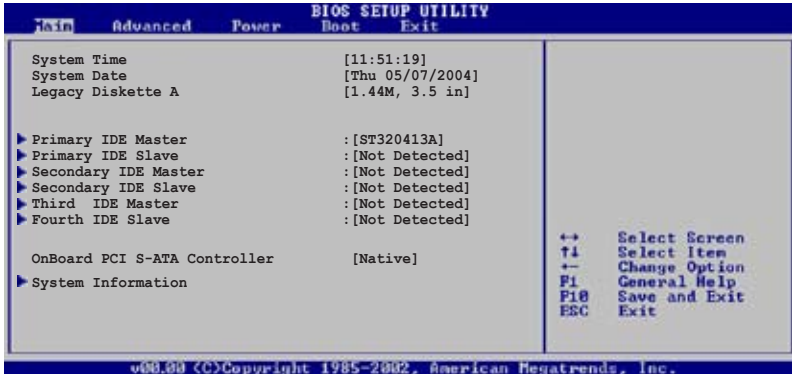 BIOS SETUP UTILITY
Main Advanced Power Boot Exit
System Time [11:51:19]
System Date [Thu 05/07/2004]
Legacy Diskette A [1.44M, 3.5 in]
Primary IDE Master :[ST320413A]
Primary IDE Slave :[Not Detected]
Secondary IDE Master :[Not Detected]
Secondary IDE Slave :[Not Detected]
Third IDE Master :[Not Detected]
Fourth IDE Slave :[Not Detected]
OnBoard PCI S-ATA Controller [Native]
System Information
↔ Select Screen
↑↓ Select Item
+- Change Option
F1 General Help
F10 Save and Exit
ESC Exit
v00.00 (C)Copyright 1985-2002, American Megatrends, Inc.